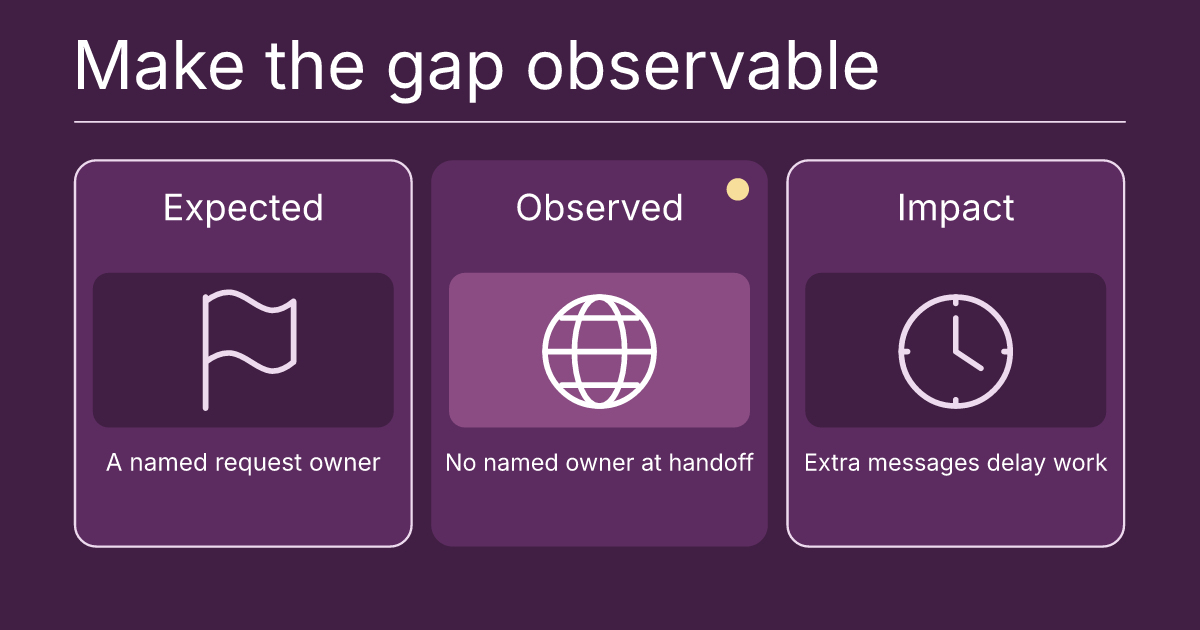 Make the gap observable
Expected
Observed
Impact
A named request owner
No named owner at handoff
Extra messages delay work